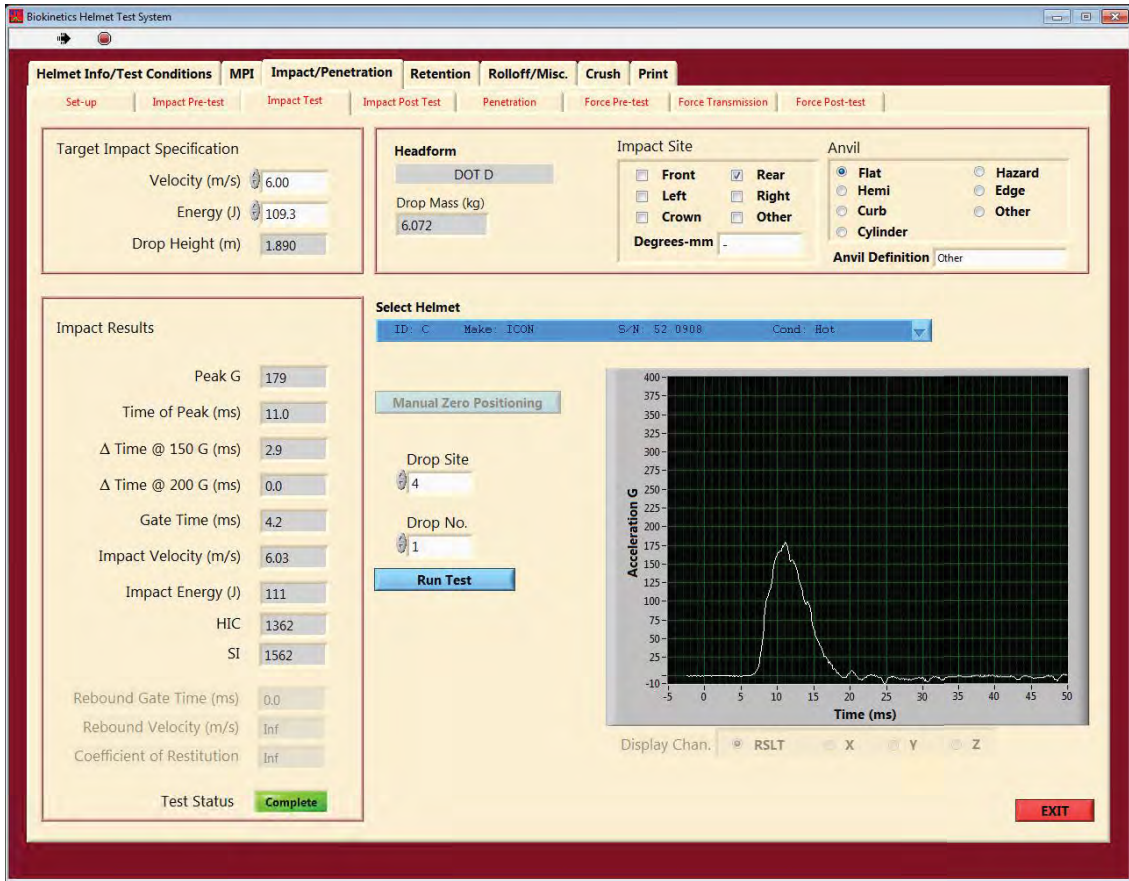 Biokinetics Helmet Test System
Helmet Info/Test Conditions MPI Impact/Penetration Retention Rolloff/Misc. Crush Print
Set-up Impact Pre-test Impact Test Impact Post Test Penetration Force Pre-test Force Transmission Force Post-test
Target Impact Specification
Velocity (m/s) 6.00
Energy (J) 109.3
Drop Height (m) 1.890
Headform
DOT D
Drop Mass (kg)
6.072
Impact Site
Front Rear
Left Right
Crown Other
Degrees-mm -
Anvil
Flat Hazard
Hemi Edge
Curb Other
Cylinder
Anvil Definition Other
Impact Results
Peak G 179
Time of Peak (ms) 11.0
Δ Time @ 150 G (ms) 2.9
Δ Time @ 200 G (ms) 0.0
Gate Time (ms) 4.2
Impact Velocity (m/s) 6.03
Impact Energy (J) 111
HIC 1362
SI 1562
Rebound Gate Time (ms) 0.0
Rebound Velocity (m/s) Inf
Coefficient of Restitution Inf
Test Status Complete
Select Helmet
ID: C Make: ICON S/N: 52 0908 Cond: Hot
Manual Zero Positioning
Drop Site
4
Drop No.
1
Run Test
Acceleration G
400
375
350
325
300
275
250
225
200
175
150
125
100
75
50
25
-10
-5 0 5 10 15 20 25 30 35 40 45 50
Time (ms)
Display Chan. RSLT X Y Z
EXIT